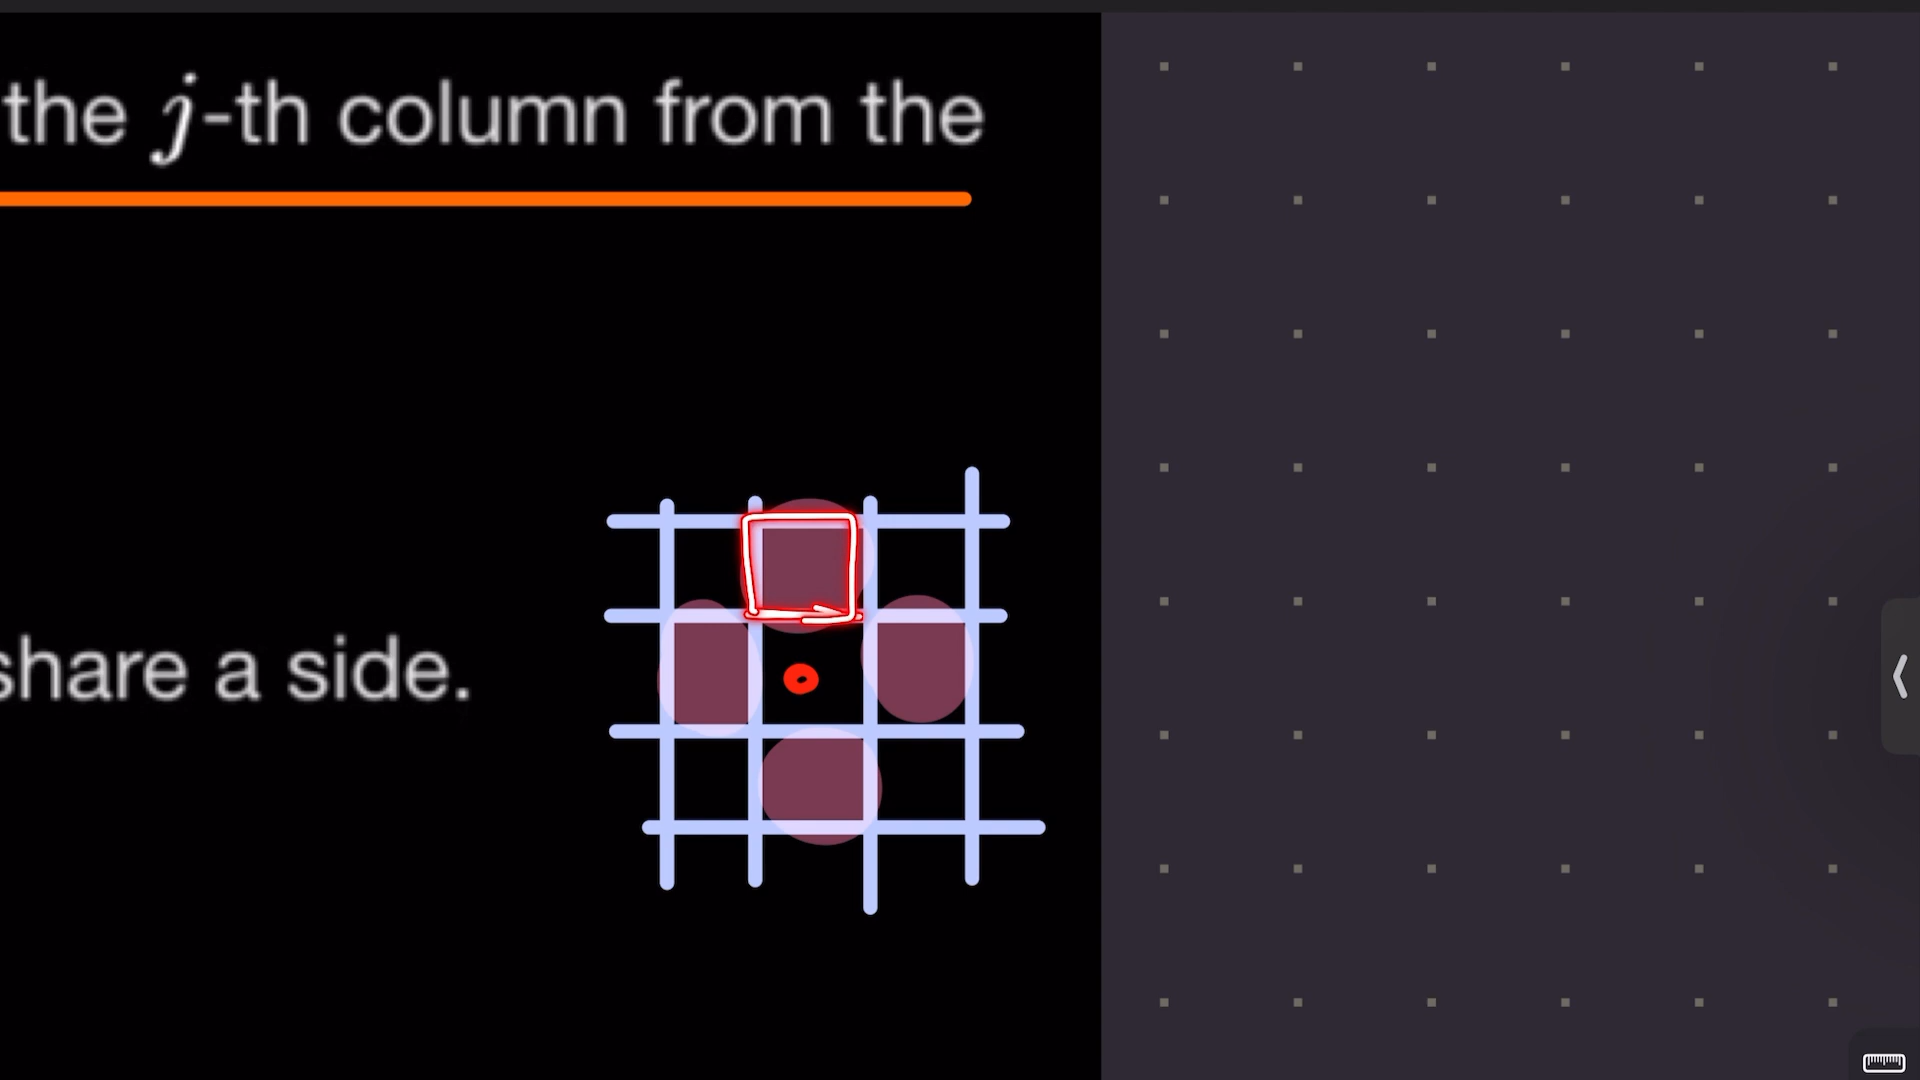 the j-th column from the
share a side.